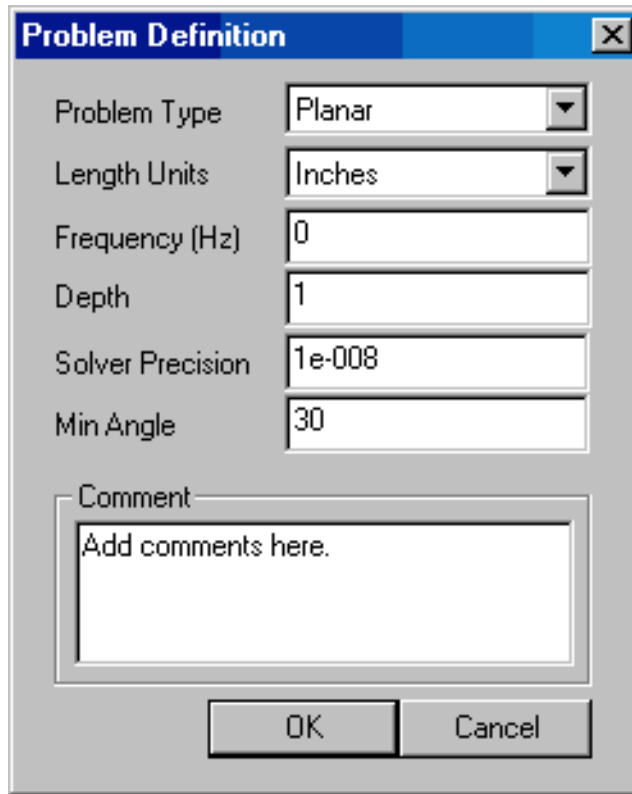 Problem Definition
Problem Type Planar
Length Units Inches
Frequency (Hz) 0
Depth 1
Solver Precision 1e-008
Min Angle 30
Comment
Add comments here.
OK Cancel